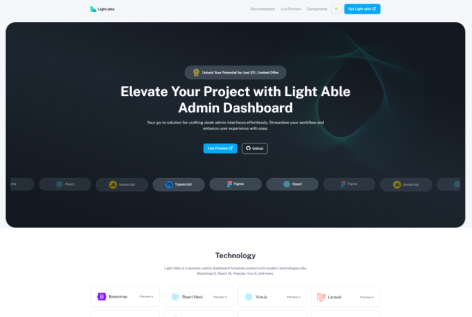 Light Able
Documentation Live Preview Components Get Light able
Unlock Your Potential for Just $11. Limited Offer
Elevate Your Project with Light Able
Admin Dashboard
Your go-to solution for crafting sleek admin interfaces effortlessly. Streamline your workflow and
enhance user experience with ease.
Live Preview Github
React Javascript Typescript Figma React Figma Javascript
Technology
Light Able is a dynamic admin dashboard template packed with modern technologies like
Bootstrap 5, React, Vue 3, and more.
Bootstrap Preview React Next Preview Vue.js Preview Laravel Preview